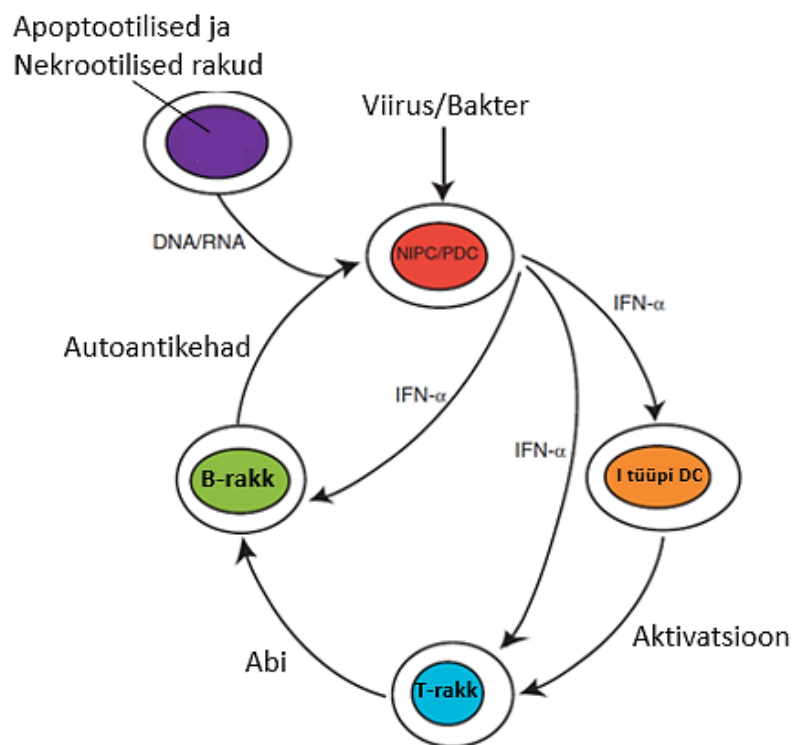 Apoptootilised ja
Nekrootilised rakud
Viirus/Bakter
DNA/RNA
NIPC/PDC
IFN-α
Autoantikehad
IFN-α
IFN-α
B-rakk
I tüüpi DC
Aktivatsioon
Abi
T-rakk